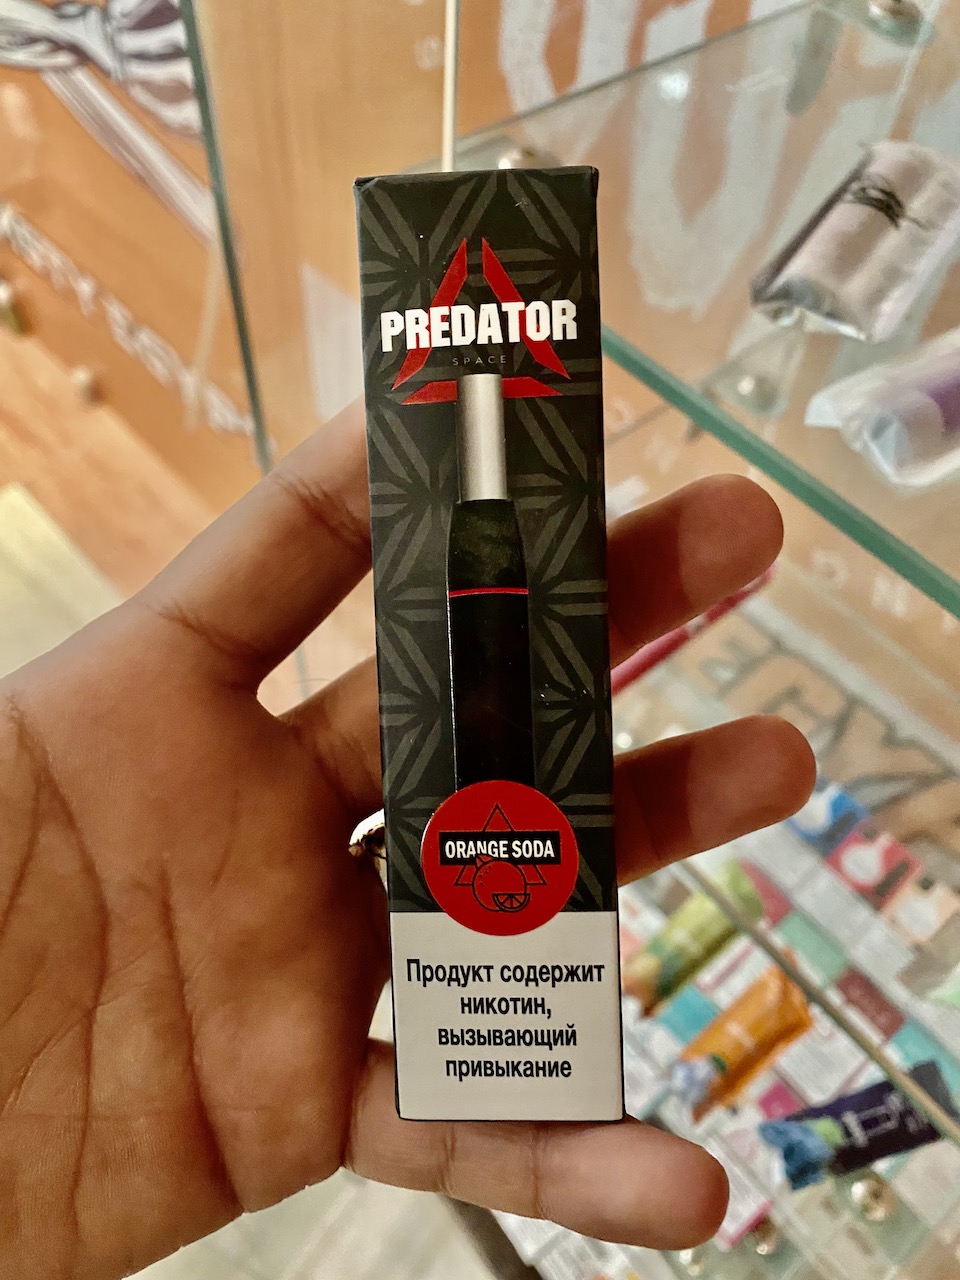 PREDATOR
SPACE
ORANGE SODA
Продукт содержит
никотин,
вызывающий
привыкание